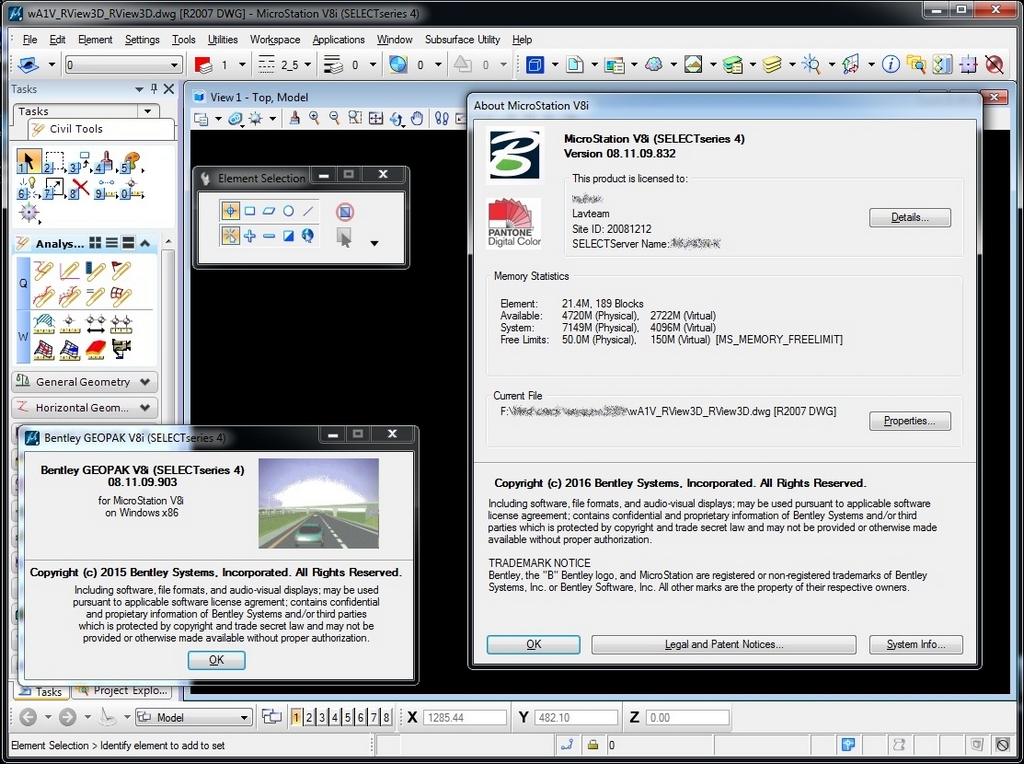 wA1V_RView3D_RView3D.dwg [R2007 DWG] - MicroStation V8i (SELECTseries 4)
File Edit Element Settings Tools Utilities Workspace Applications Window Subsurface Utility Help
0 1 2,5 0 0 0
Tasks
Tasks
Civil Tools
1 2 3 4 5
6 7 8 9 0
Analys...
Q
W
General Geometry
Horizontal Geom...
View 1 - Top, Model
Element Selection
About MicroStation V8i
MicroStation V8i (SELECTseries 4)
Version 08.11.09.832
This product is licensed to:
Lavteam
Site ID: 20081212
SELECTServer Name:
Details...
PANTONE
Digital Color
Memory Statistics
Element: 21.4M, 189 Blocks
Available: 4720M (Physical), 2722M (Virtual)
System: 7149M (Physical), 4096M (Virtual)
Free Limits: 50.0M (Physical), 150M (Virtual) [MS_MEMORY_FREELIMIT]
Current File
F:\ \wA1V_RView3D_RView3D.dwg [R2007 DWG]
Properties...
Copyright (c) 2016 Bentley Systems, Incorporated. All Rights Reserved.
Including software, file formats, and audio-visual displays; may be used pursuant to applicable software
license agreement; contains confidential and proprietary information of Bentley Systems and/or third
parties which is protected by copyright and trade secret law and may not be provided or otherwise made
available without proper authorization.
TRADEMARK NOTICE
Bentley, the "B" Bentley logo, and MicroStation are registered or non-registered trademarks of Bentley
Systems, Inc. or Bentley Software, Inc. All other marks are the property of their respective owners.
OK
Legal and Patent Notices...
System Info...
Bentley GEOPAK V8i (SELECTseries 4)
Bentley GEOPAK V8i (SELECTseries 4)
08.11.09.903
for MicroStation V8i
on Windows x86
Copyright (c) 2015 Bentley Systems, Incorporated. All Rights Reserved.
Including software, file formats, and audio-visual displays; may be used
pursuant to applicable software license agrement; contains confidential
and propietary information of Bentley Systems and/or third parties
which is protected by copyright and trade secret law and may not be
provided or otherwise made available without proper authorization.
OK
Tasks Project Explo...
Model 1 2 3 4 5 6 7 8 X 1285.44 Y 482.10 Z 0.00
Element Selection > Identify element to add to set 0